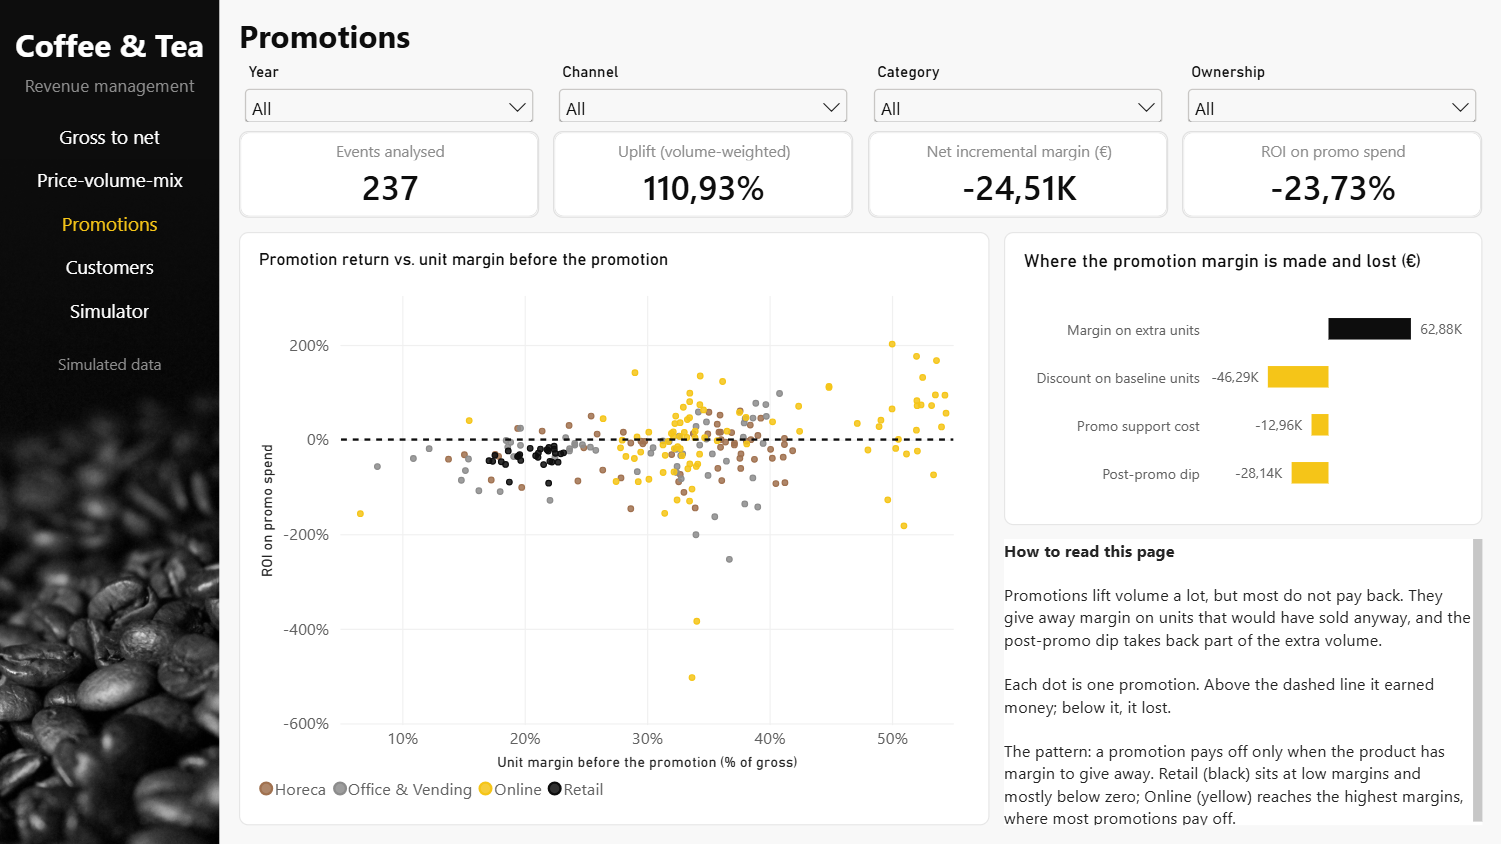 Coffee & Tea
Revenue management
Gross to net
Price-volume-mix
Promotions
Customers
Simulator
Simulated data
Promotions
Year
Channel
Category
Ownership
All
All
All
All
Events analysed
237
Uplift (volume-weighted)
110,93%
Net incremental margin (€)
-24,51K
ROI on promo spend
-23,73%
Promotion return vs. unit margin before the promotion
ROI on promo spend
200%
0%
-200%
-400%
-600%
10%
20%
30%
40%
50%
Unit margin before the promotion (% of gross)
Horeca
Office & Vending
Online
Retail
Where the promotion margin is made and lost (€)
Margin on extra units
62,88K
Discount on baseline units
-46,29K
Promo support cost
-12,96K
Post-promo dip
-28,14K
How to read this page
Promotions lift volume a lot, but most do not pay back. They
give away margin on units that would have sold anyway, and the
post-promo dip takes back part of the extra volume.
Each dot is one promotion. Above the dashed line it earned
money; below it, it lost.
The pattern: a promotion pays off only when the product has
margin to give away. Retail (black) sits at low margins and
mostly below zero; Online (yellow) reaches the highest margins,
where most promotions pay off.